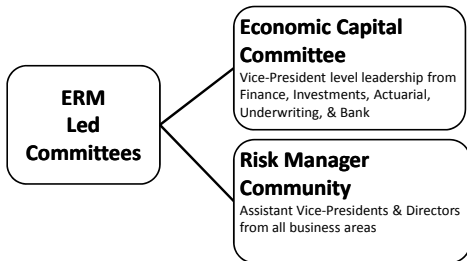 ERM
Led
Committees
Economic Capital
Committee
Vice-President level leadership from
Finance, Investments, Actuarial,
Underwriting, & Bank
Risk Manager
Community
Assistant Vice-Presidents & Directors
from all business areas